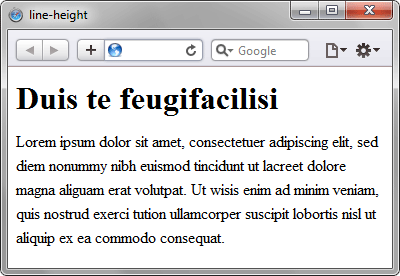 line-height
Google
Duis te feugifacilisi
Lorem ipsum dolor sit amet, consectetuer adipiscing elit, sed
diem nonummy nibh euismod tincidunt ut lacreet dolore
magna aliguam erat volutpat. Ut wisis enim ad minim veniam,
quis nostrud exerci tution ullamcorper suscipit lobortis nisl ut
aliquip ex ea commodo consequat.